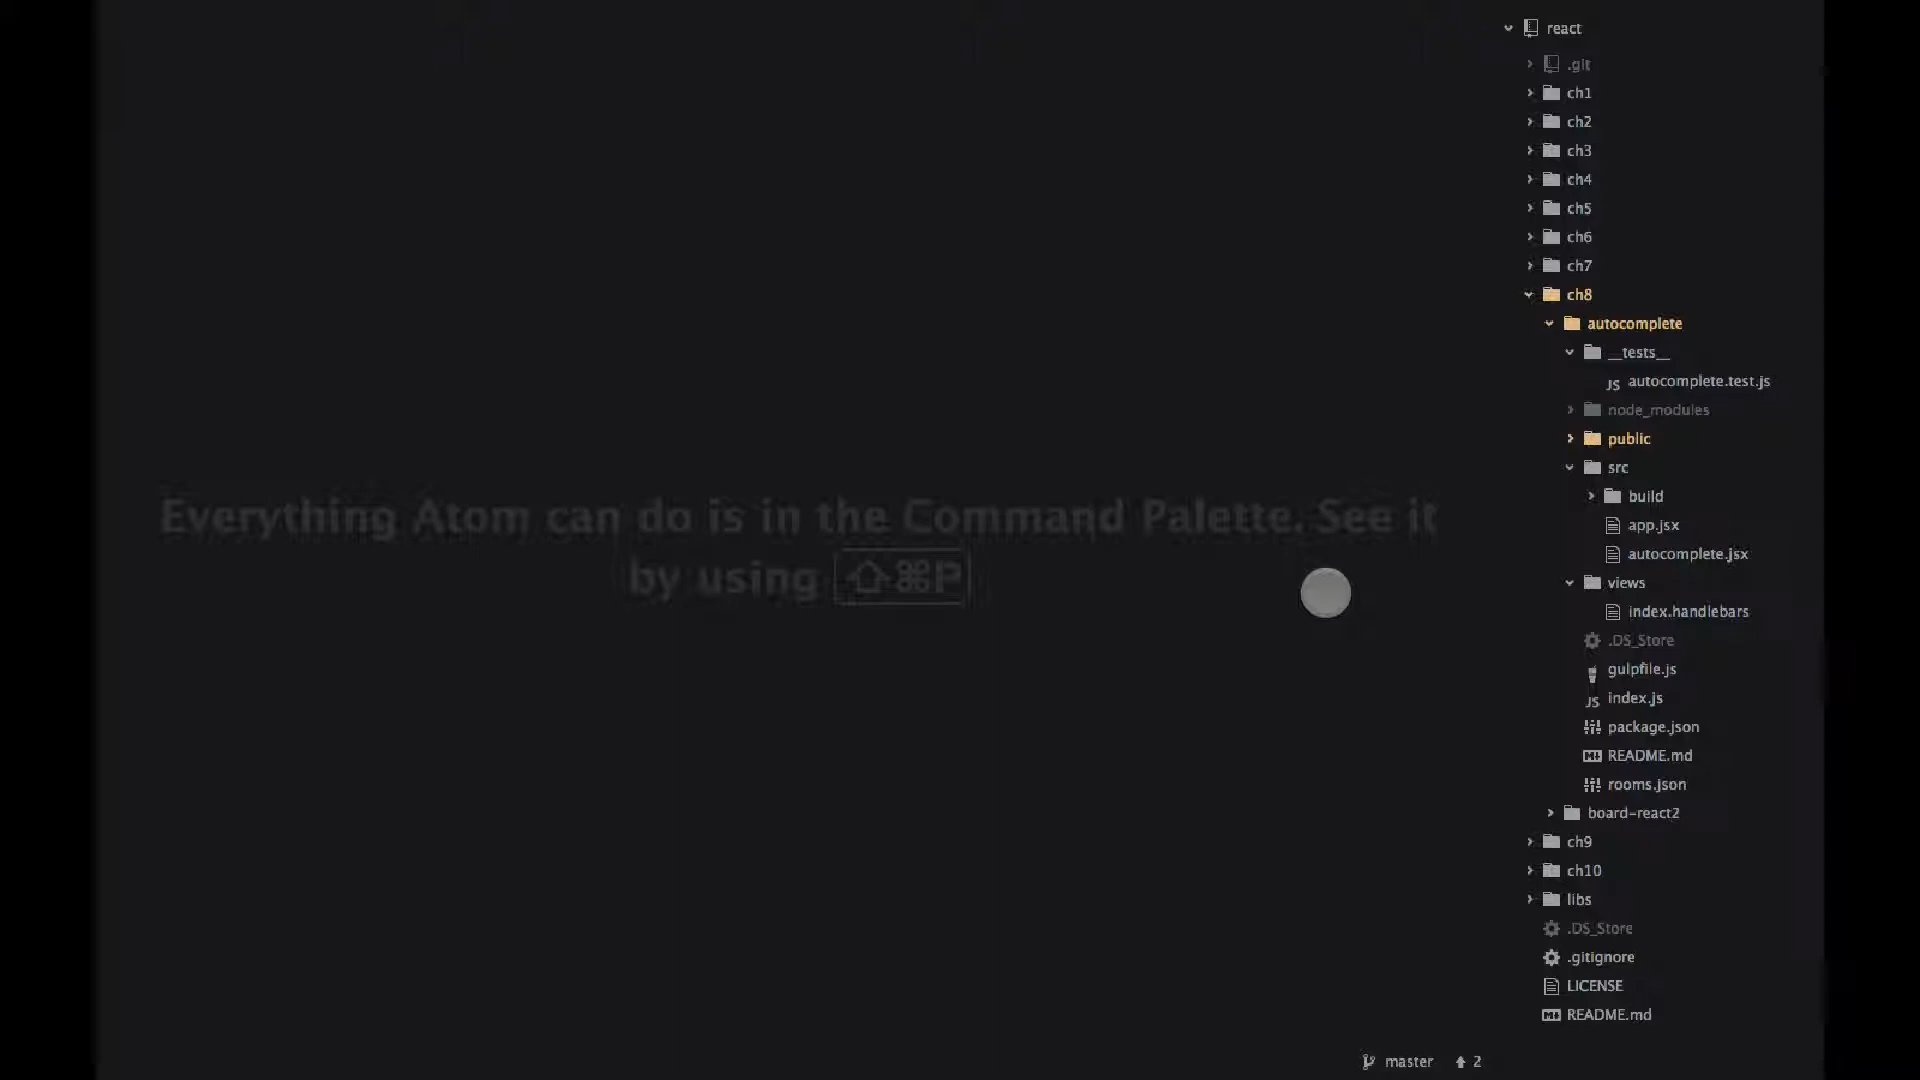 react
.git
ch1
ch2
ch3
ch4
ch5
ch6
ch7
ch8
autocomplete
__tests__
JS autocomplete.test.js
node_modules
public
src
build
app.jsx
autocomplete.jsx
views
index.handlebars
.DS_Store
gulpfile.js
JS index.js
package.json
README.md
rooms.json
board-react2
ch9
ch10
libs
.DS_Store
.gitignore
LICENSE
README.md
Everything Atom can do is in the Command Palette. See it
by using ⇧⌘P
master 2